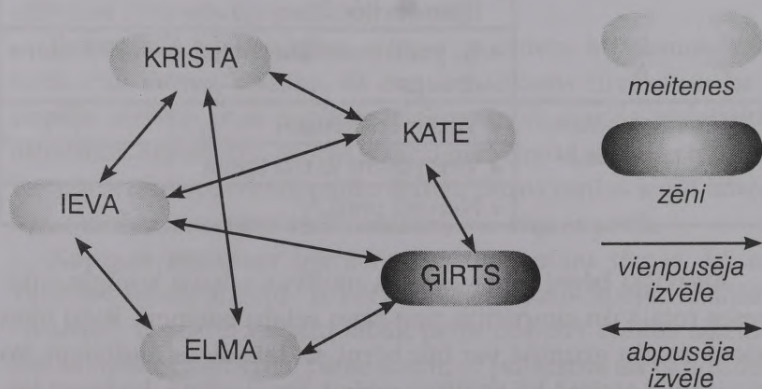 KRISTA
KATE
IEVA
ĢIRTS
ELMA
meitenes
zēni
vienpusēja
izvēle
abpusēja
izvēle